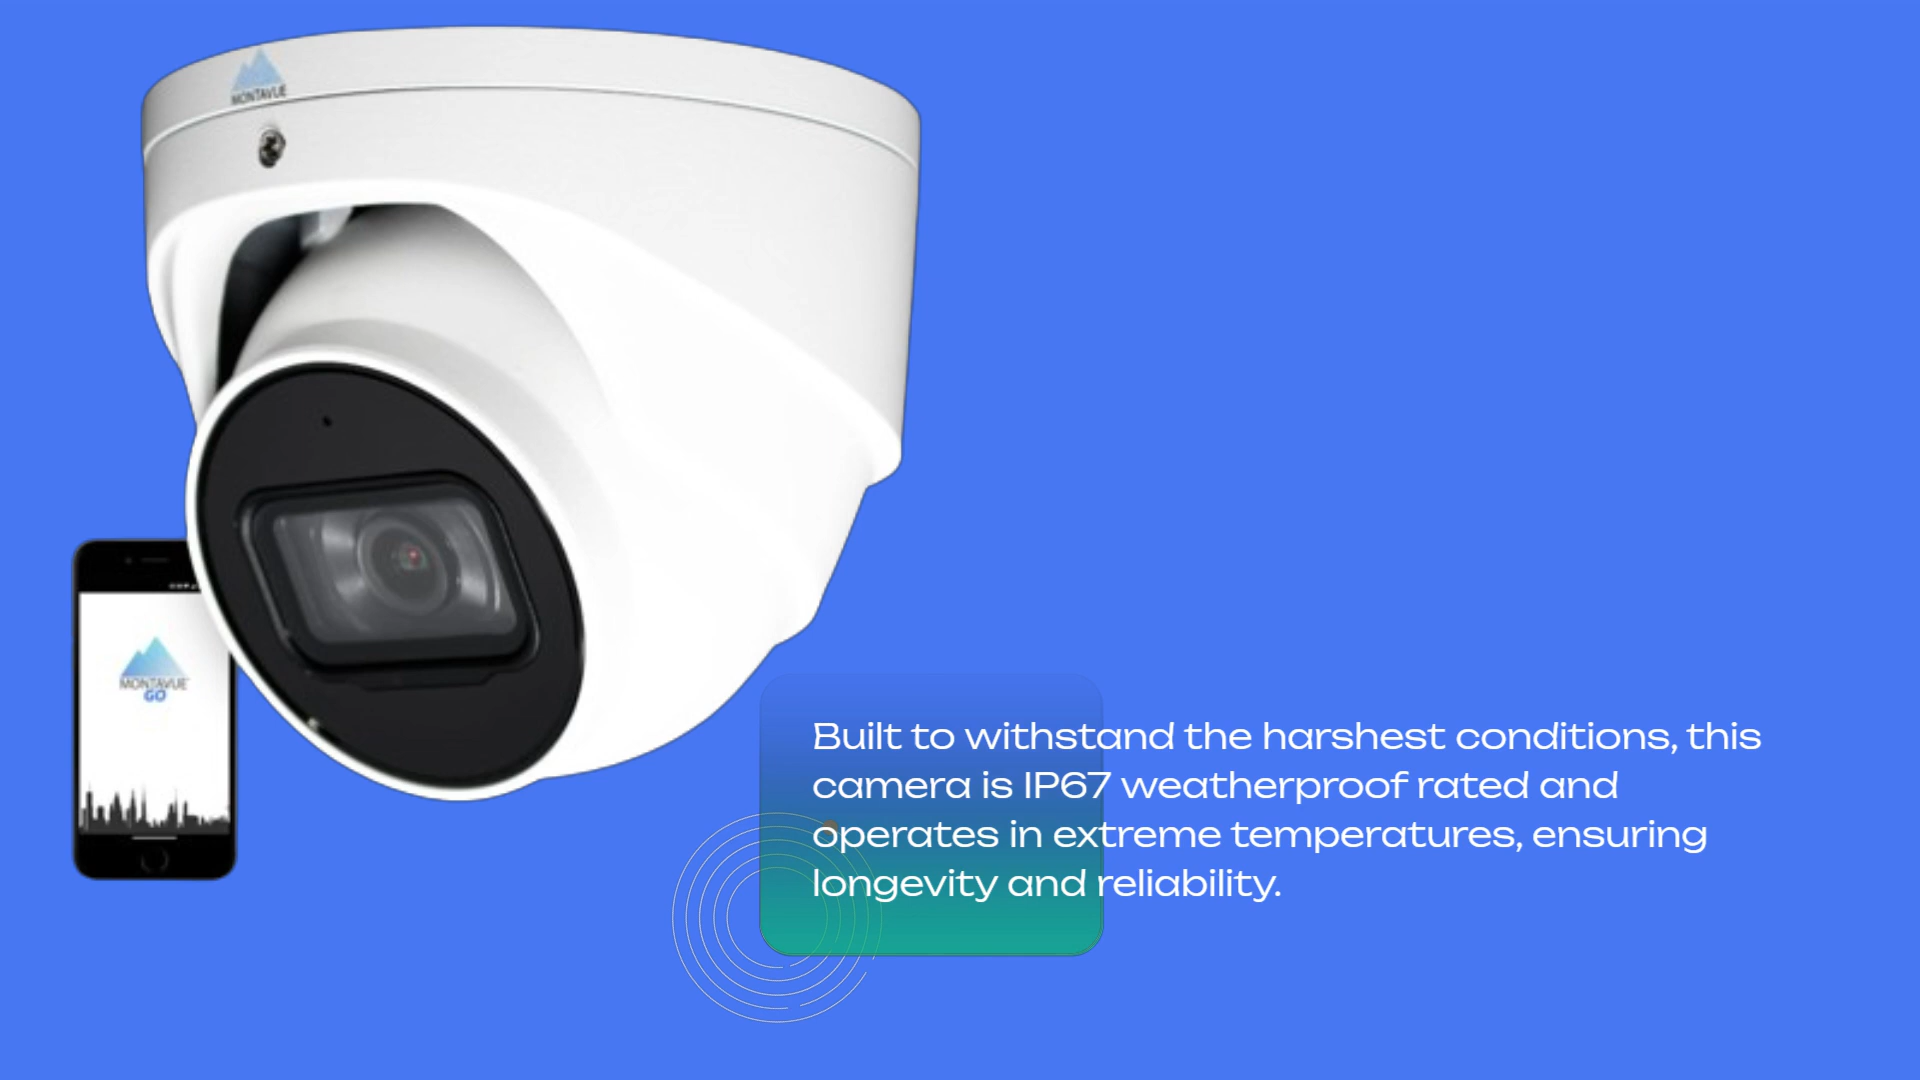 MONTAVUE
MONTAVUE
GO
Built to withstand the harshest conditions, this
camera is IP67 weatherproof rated and
operates in extreme temperatures, ensuring
longevity and reliability.